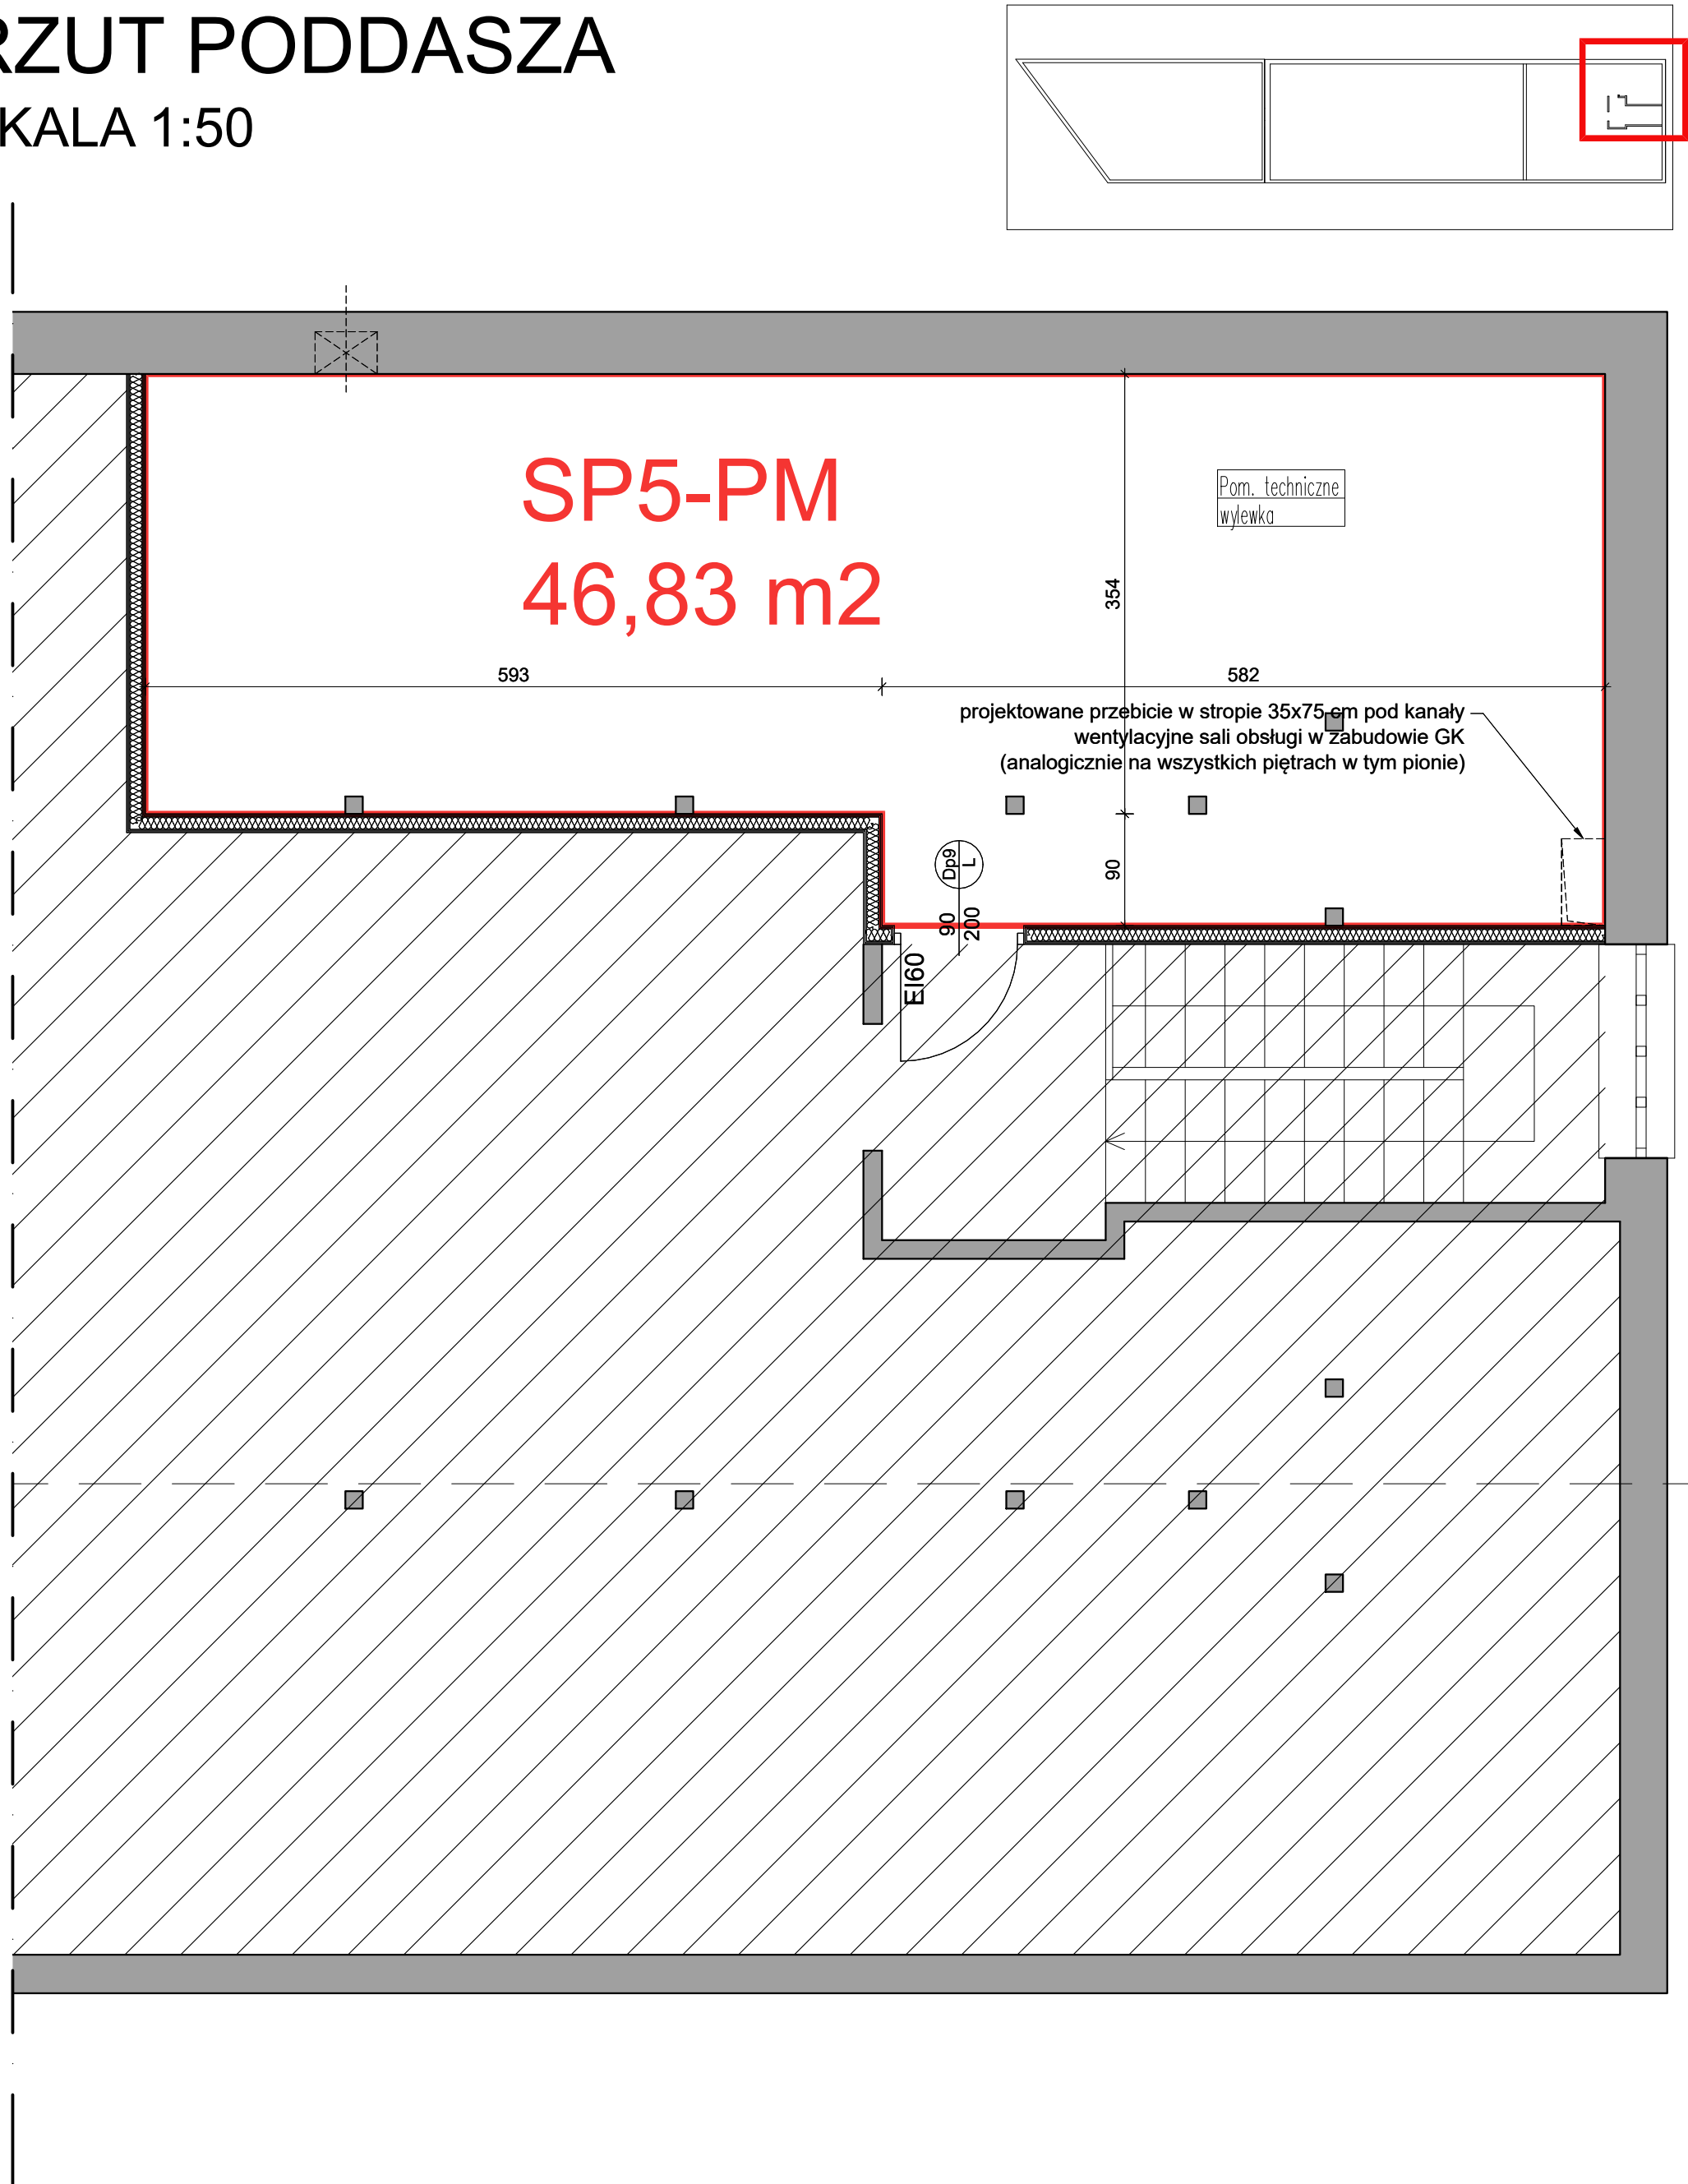 RZUT PODDASZA
KALA 1:50
SP5-PM
46,83 m2
Pom. techniczne
wylewka
354
593
582
projektowane przebicie w stropie 35x75 cm pod kanały
wentylacyjne sali obsługi w zabudowie GK
(analogicznie na wszystkich piętrach w tym pionie)
90
Dp9
L
90
200
EI60